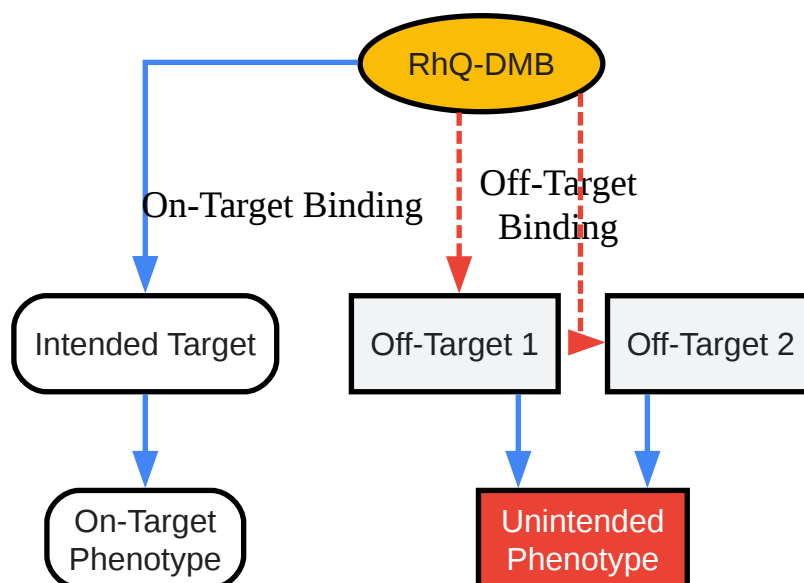 RhQ-DMB
On-Target Binding
Off-Target
Binding
Intended Target
Off-Target 1
Off-Target 2
On-Target
Phenotype
Unintended
Phenotype